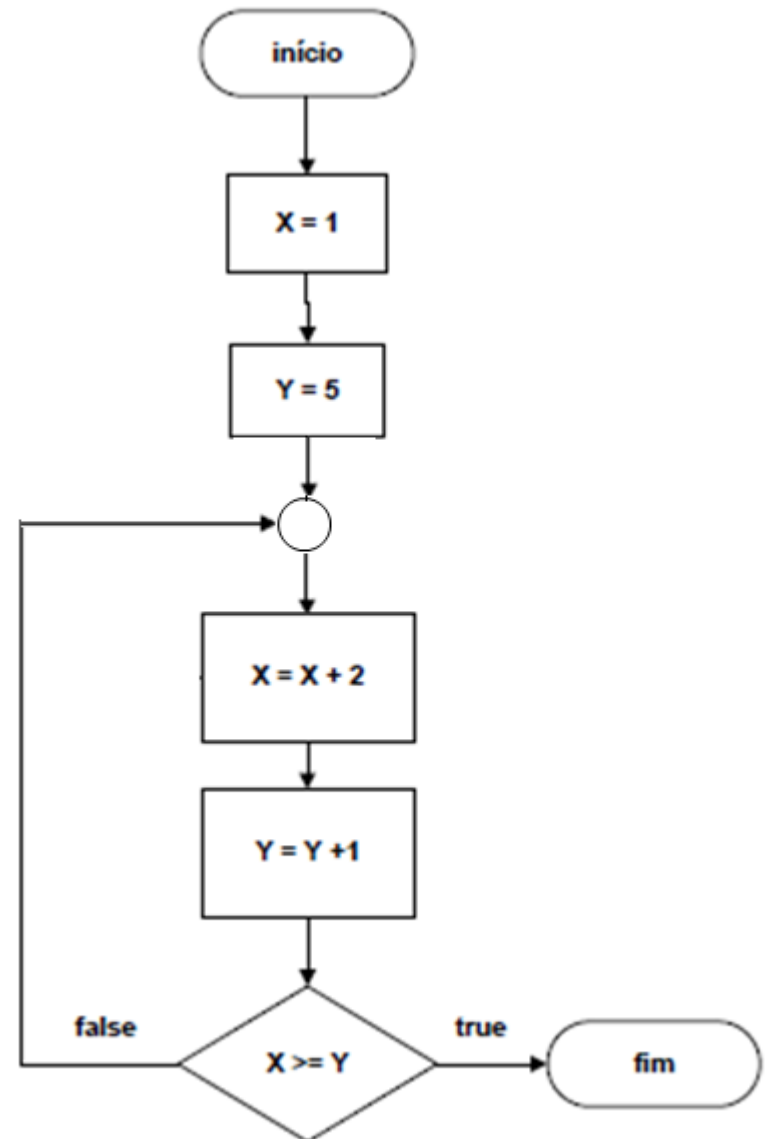 início
X = 1
Y = 5
X = X + 2
Y = Y +1
false
true
X >= Y
fim